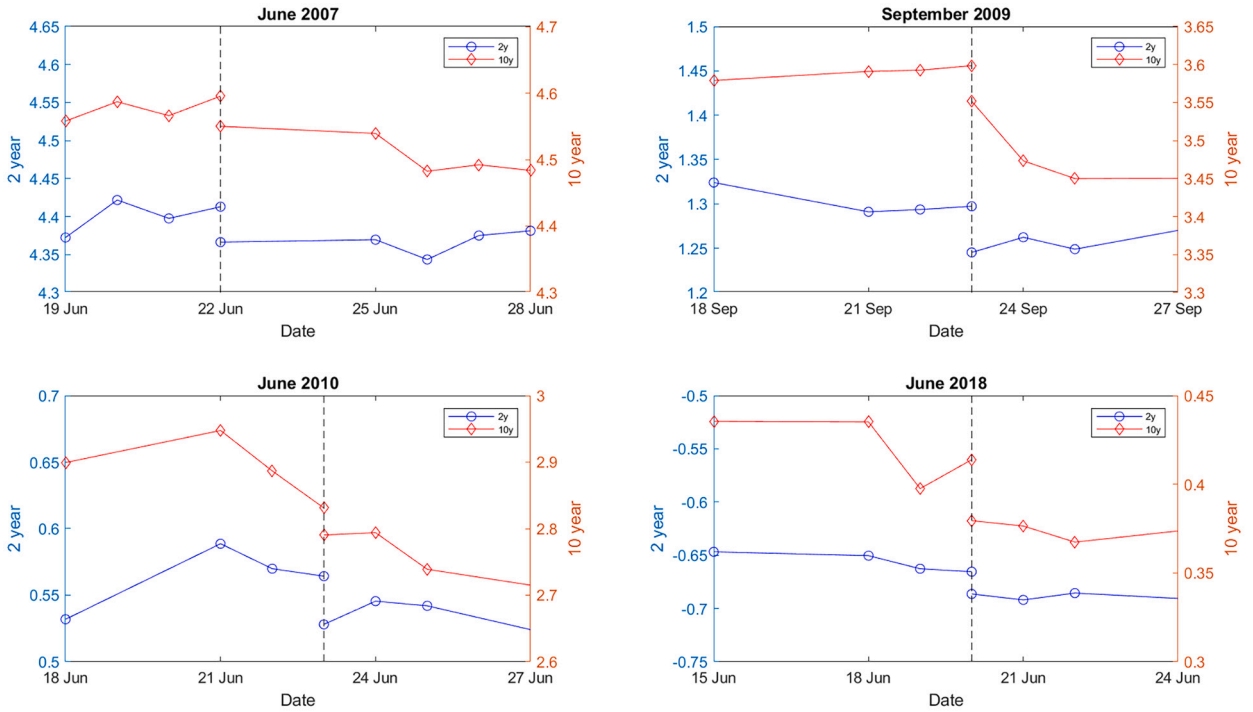 June 2007
4.65
4.6
4.55
4.5
4.45
4.4
4.35
4.3
2 year
4.7
4.6
4.5
4.4
4.3
10 year
2y
10y
19 Jun
22 Jun
25 Jun
28 Jun
Date
September 2009
1.5
1.45
1.4
1.35
1.3
1.25
1.2
2 year
3.65
3.6
3.55
3.5
3.45
3.4
3.35
3.3
10 year
2y
10y
18 Sep
21 Sep
24 Sep
27 Sep
Date
June 2010
0.7
0.65
0.6
0.55
0.5
2 year
3
2.9
2.8
2.7
2.6
10 year
2y
10y
18 Jun
21 Jun
24 Jun
27 Jun
Date
June 2018
-0.5
-0.55
-0.6
-0.65
-0.7
-0.75
2 year
0.45
0.4
0.35
0.3
10 year
2y
10y
15 Jun
18 Jun
21 Jun
24 Jun
Date